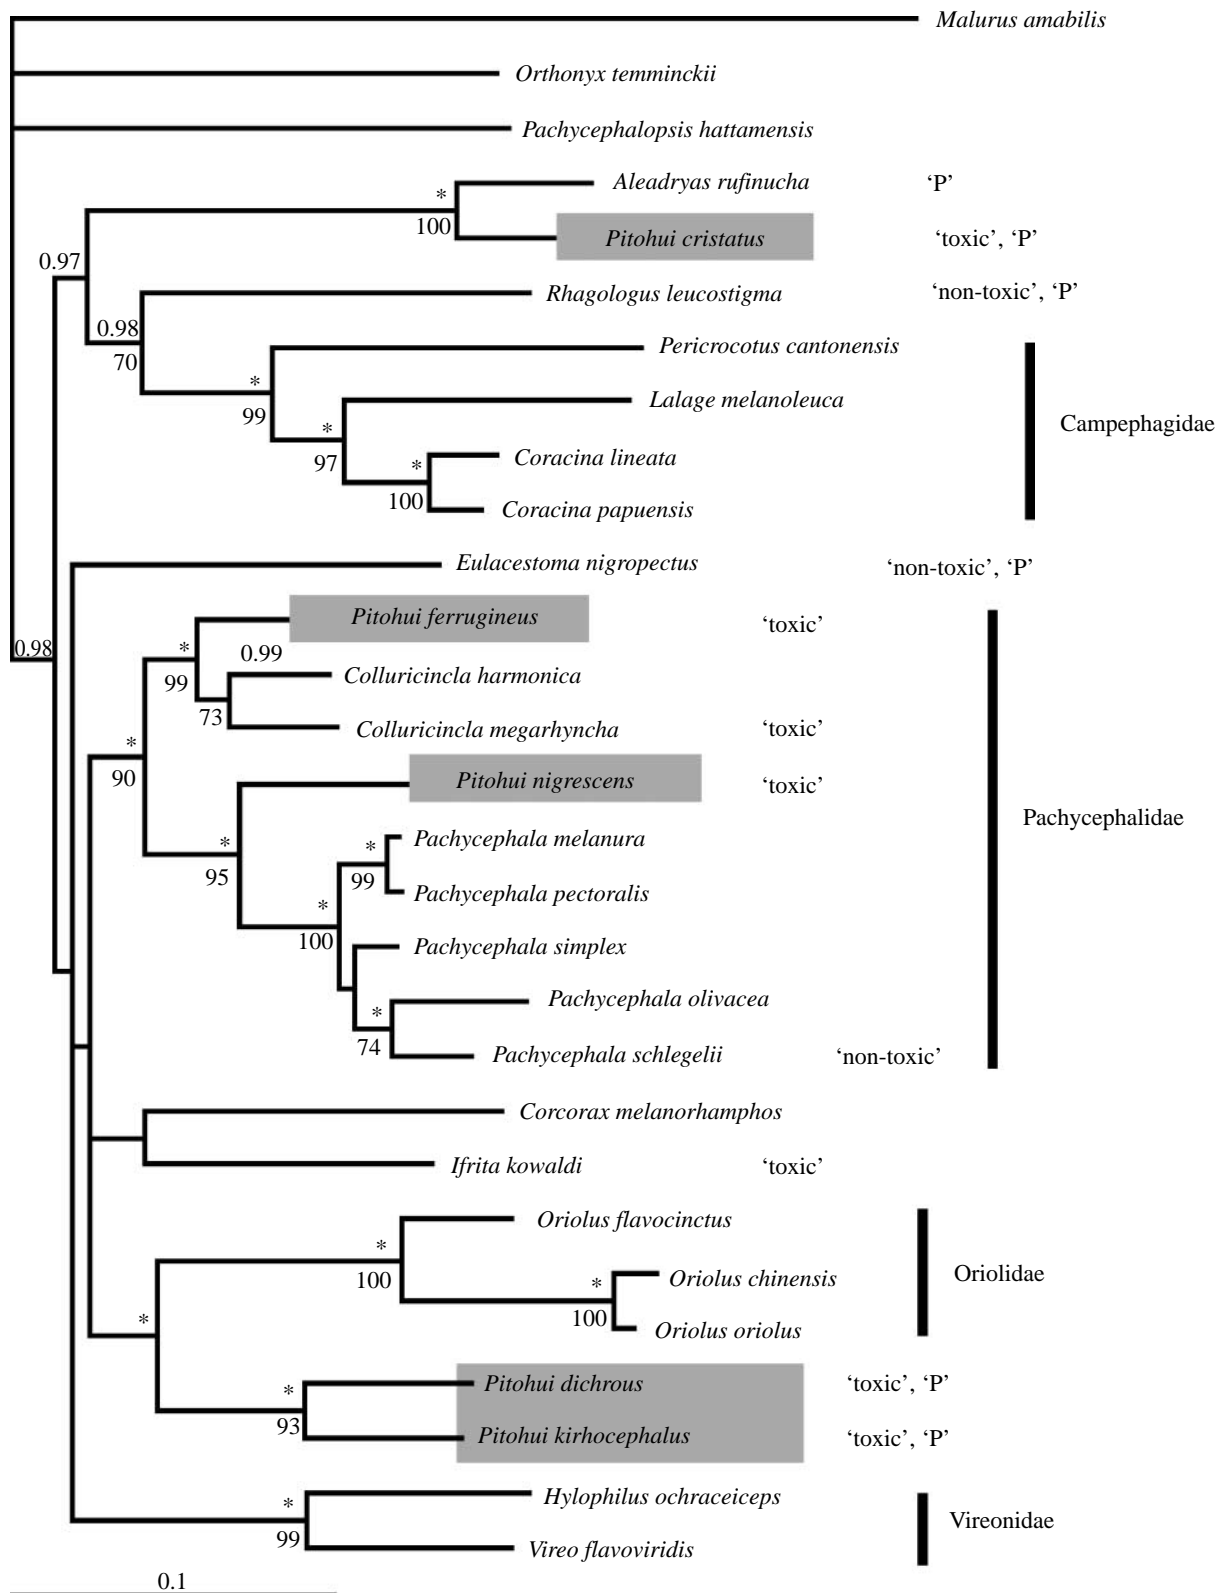 Malurus amabilis
Orthonyx temminckii
Pachycephalopsis hattamensis
* Aleadryas rufinucha ‘P’
100 Pitohui cristatus ‘toxic’, ‘P’
0.97
Rhagologus leucostigma ‘non-toxic’, ‘P’
0.98
70
Pericrocotus cantonensis
*
99
Lalage melanoleuca
Campephagidae
*
97
Coracina lineata
*
100
Coracina papuensis
Eulacestoma nigropectus ‘non-toxic’, ‘P’
Pitohui ferrugineus ‘toxic’
0.98
*
99
0.99
Colluricincla harmonica
73
Colluricincla megarhyncha ‘toxic’
*
90
Pitohui nigrescens ‘toxic’
Pachycephalidae
*
95
Pachycephala melanura
*
99
Pachycephala pectoralis
*
100
Pachycephala simplex
Pachycephala olivacea
*
74
Pachycephala schlegelii ‘non-toxic’
Corcorax melanorhamphos
Ifrita kowaldi ‘toxic’
Oriolus flavocinctus
*
100
Oriolus chinensis
Oriolidae
*
100
Oriolus oriolus
*
Pitohui dichrous ‘toxic’, ‘P’
*
93
Pitohui kirhocephalus ‘toxic’, ‘P’
Hylophilus ochraceiceps
*
99
Vireonidae
Vireo flavoviridis
0.1